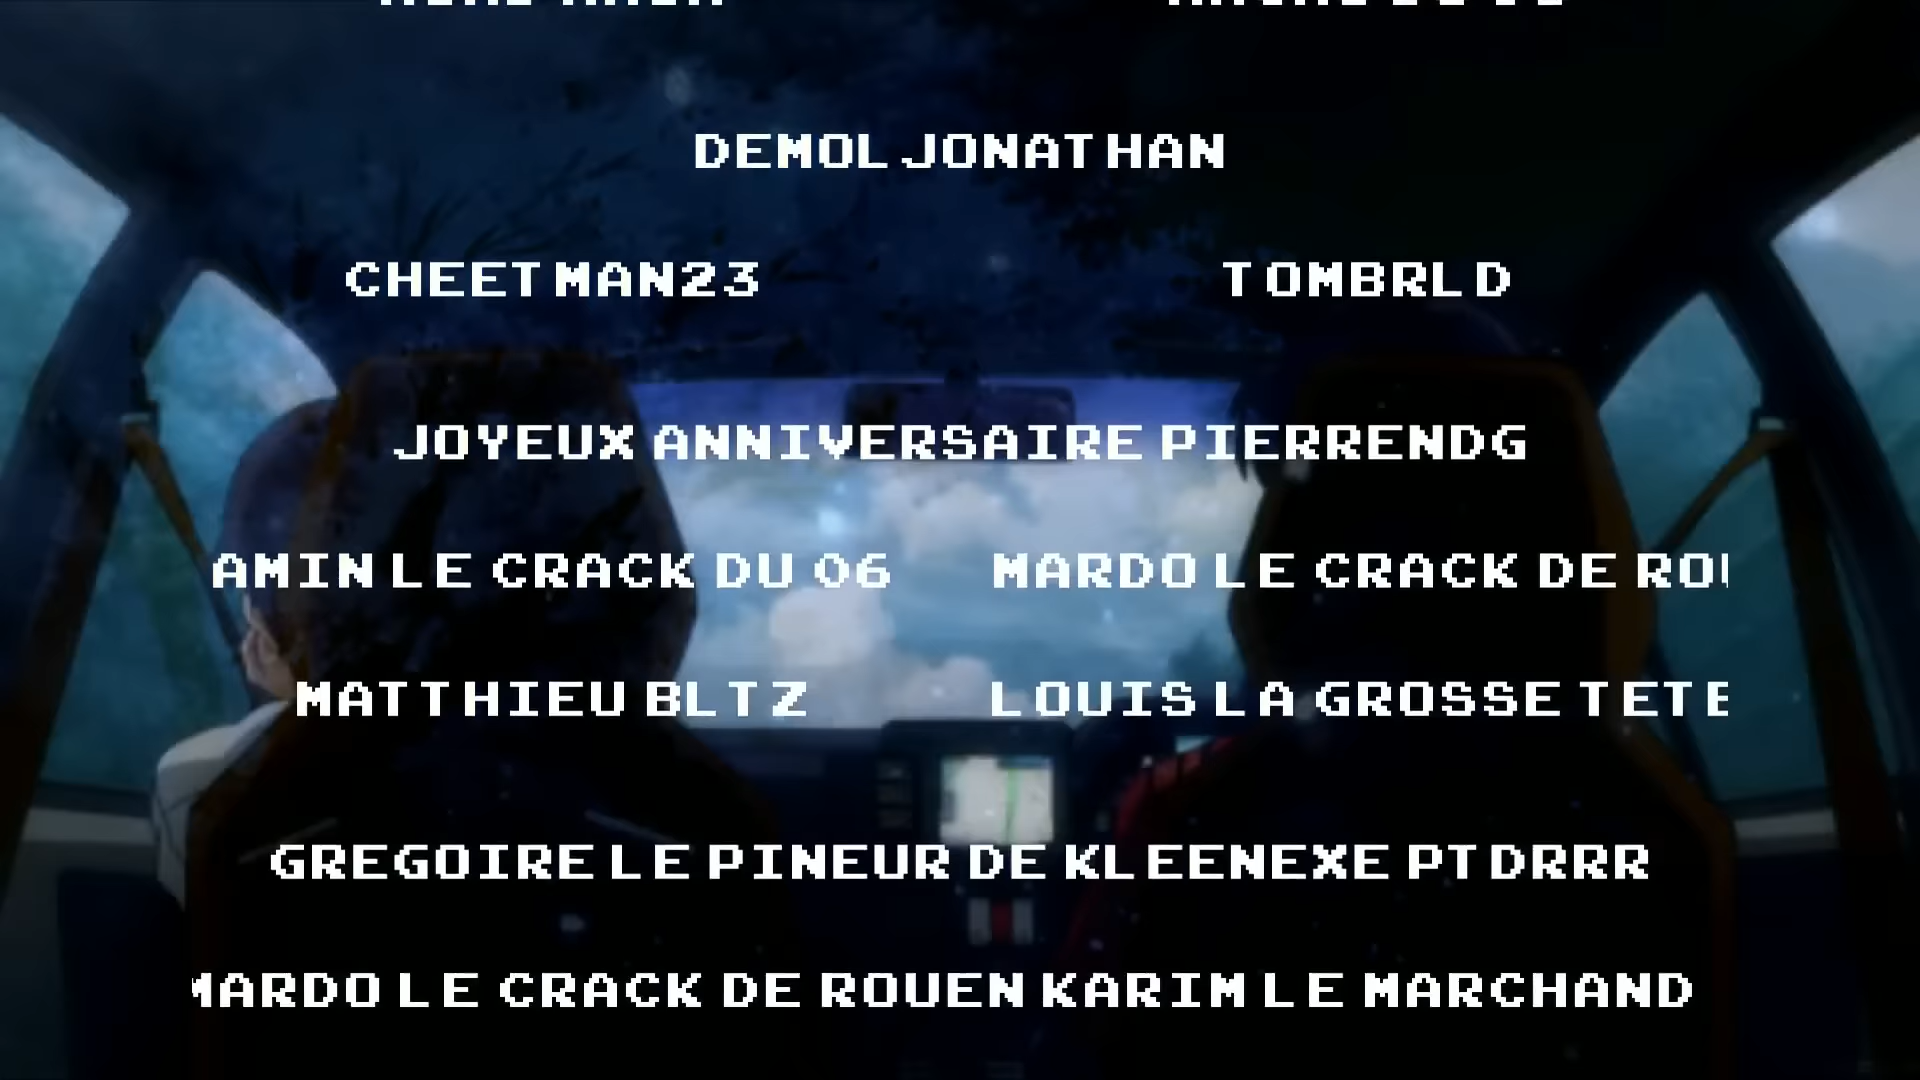 DEMOL JONATHAN
CHEETMAN23 TOMBRLD
JOYEUX ANNIVERSAIRE PIERRENDG
AMIN LE CRACK DU 06 MARDO LE CRACK DE
MATTHIEU BLTZ LOUIS LA GROSSE TETE
GREGOIRE LE PINEUR DE KLEENEXE PTDRRR
MARDO LE CRACK DE ROUEN KARIM LE MARCHAND